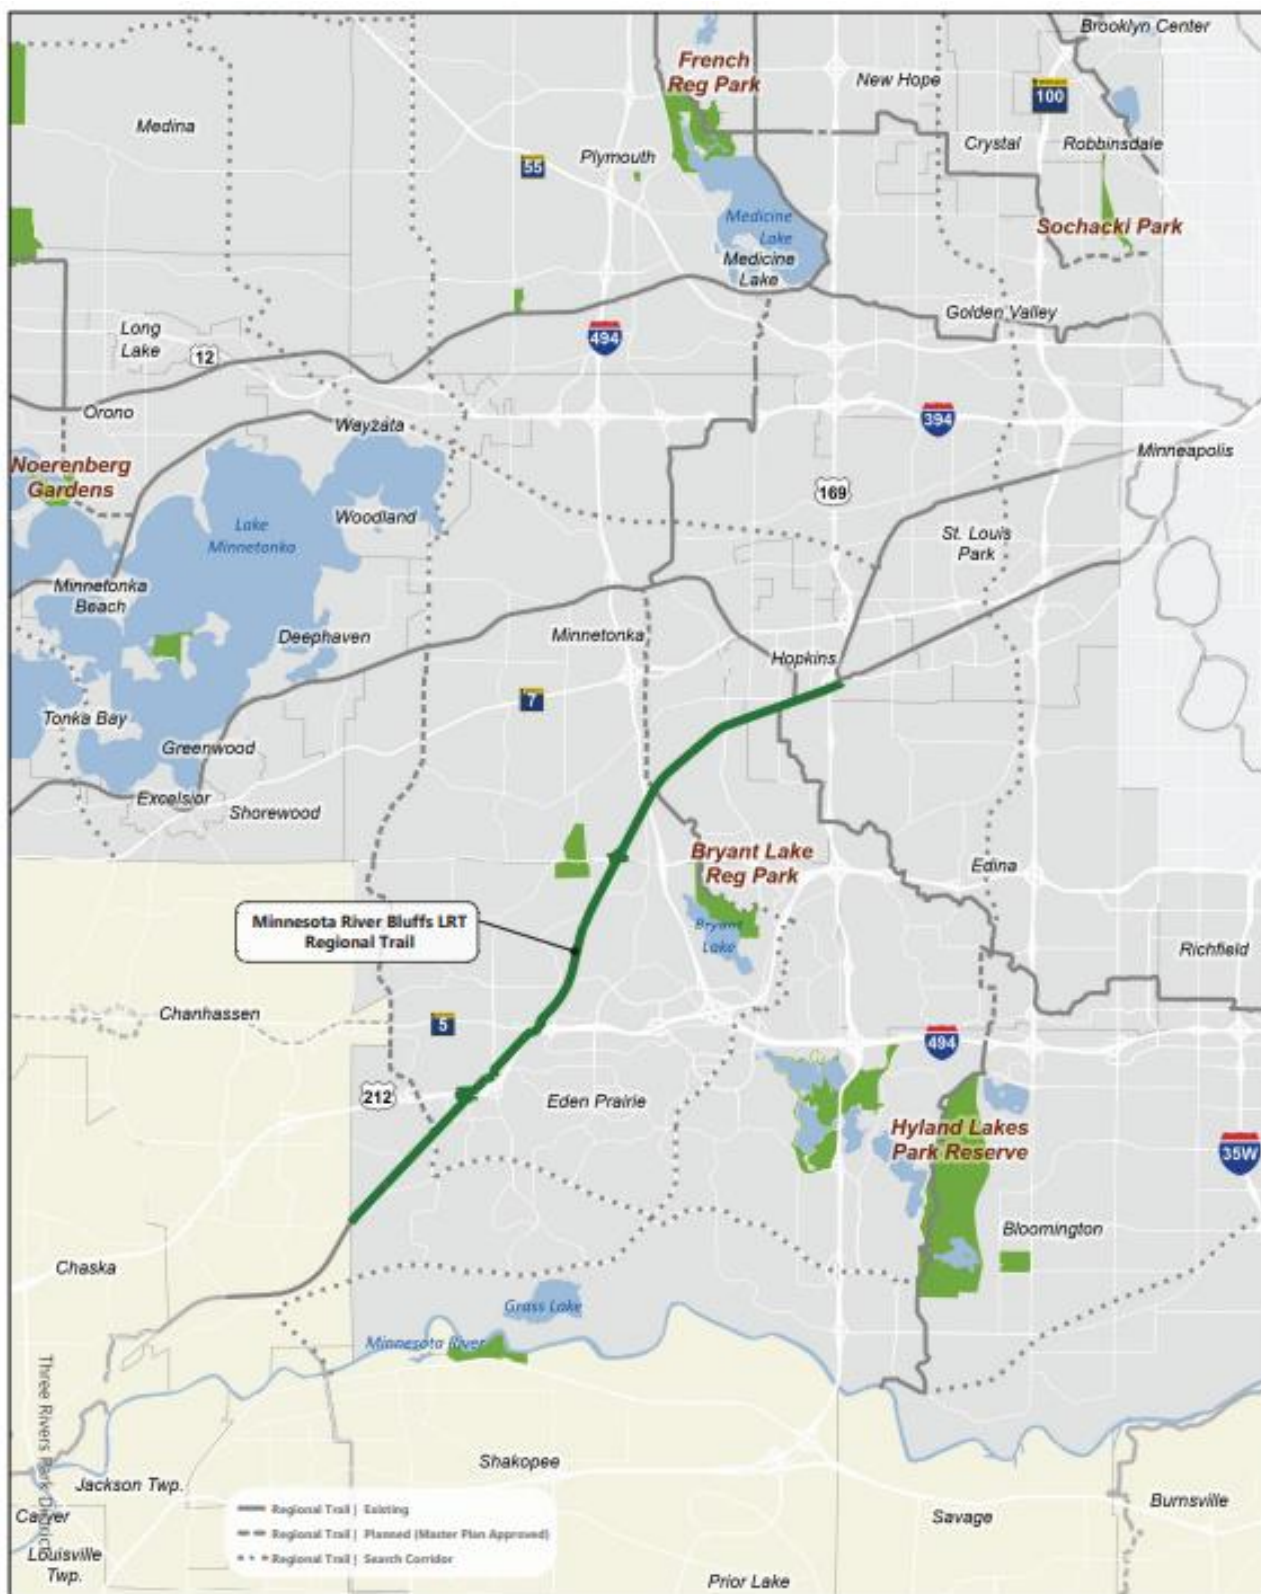 Brooklyn Center
French
Reg Park
New Hope
100
Medina
Crystal
Robbinsdale
55
Plymouth
Medicine
Lake
Medicine
Lake
Sochacki Park
Golden Valley
Long
Lake
12
494
Orono
Wayzata
394
Noerenberg
Gardens
Minneapolis
169
Woodland
Lake
Minnetonka
St. Louis
Park
Minnetonka
Beach
Deephaven
Minnetonka
Hopkins
7
Tonka Bay
Greenwood
Excelsior
Shorewood
Bryant Lake
Reg Park
Edina
Minnesota River Bluffs LRT
Regional Trail
Bryant
Lake
Richfield
Chanhassen
5
494
212
Eden Prairie
Hyland Lakes
Park Reserve
35W
Bloomington
Chaska
Grass Lake
Minnesota River
Three Rivers Park District
Shakopee
Jackson Twp.
Regional Trail | Existing
Regional Trail | Planned (Master Plan Approved)
Regional Trail | Search Corridor
Carver
Louisville
Twp.
Savage
Burnsville
Prior Lake